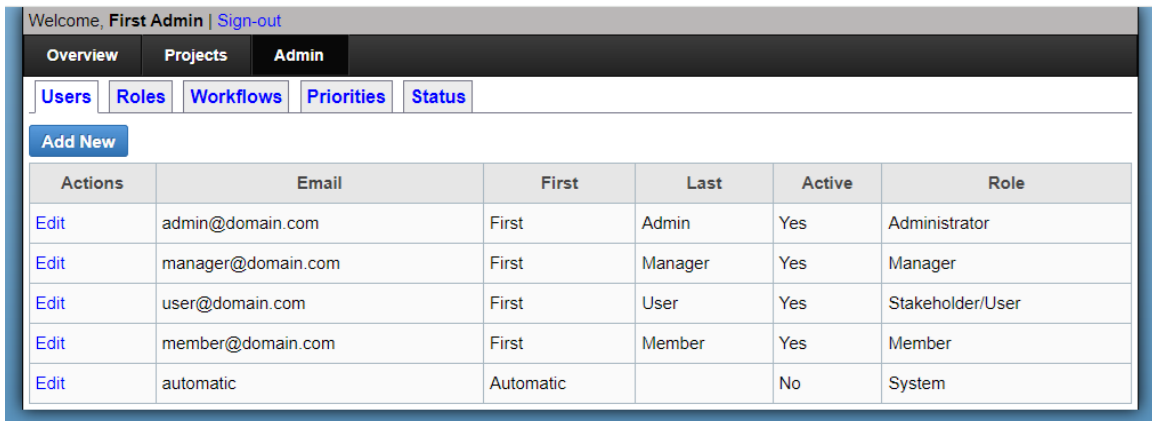 Welcome, First Admin | Sign-out
Overview Projects Admin
Users Roles Workflows Priorities Status
Add New
Actions Email First Last Active Role
Edit admin@domain.com First Admin Yes Administrator
Edit manager@domain.com First Manager Yes Manager
Edit user@domain.com First User Yes Stakeholder/User
Edit member@domain.com First Member Yes Member
Edit automatic Automatic No System